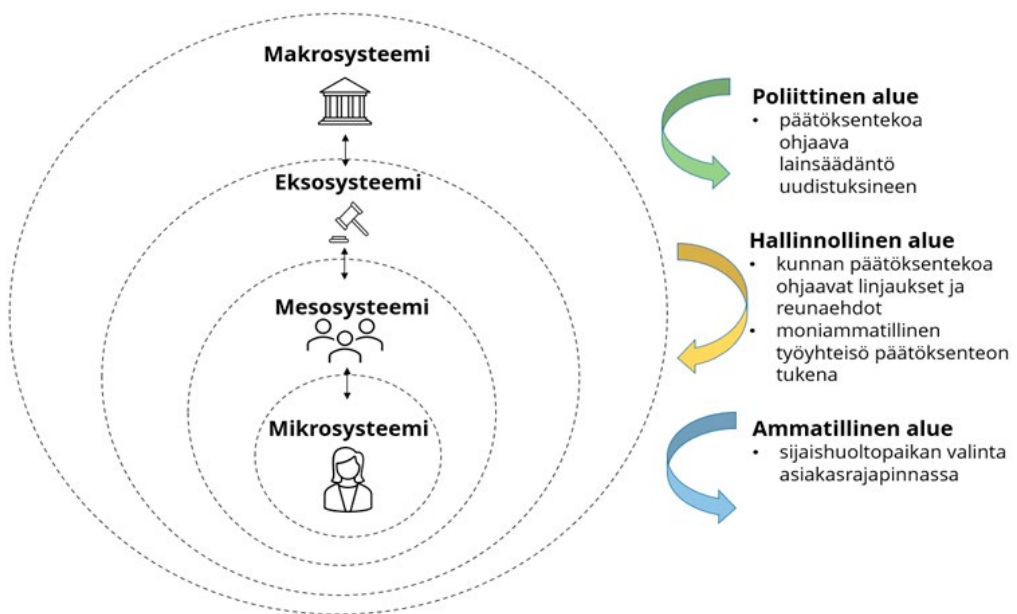 Makrosysteemi
Eksosysteemi
Mesosysteemi
Mikrosysteemi
Poliittinen alue
• päätöksentekoa
ohjaava
lainsäädäntö
uudistuksineen
Hallinnollinen alue
• kunnan päätöksentekoa
ohjaavat linjaukset ja
reunaehdot
• moniammatillinen
työyhteisö päätöksenteon
tukena
Ammatillinen alue
• sijaishuoltopaikan valinta
asiakasrajapinnassa